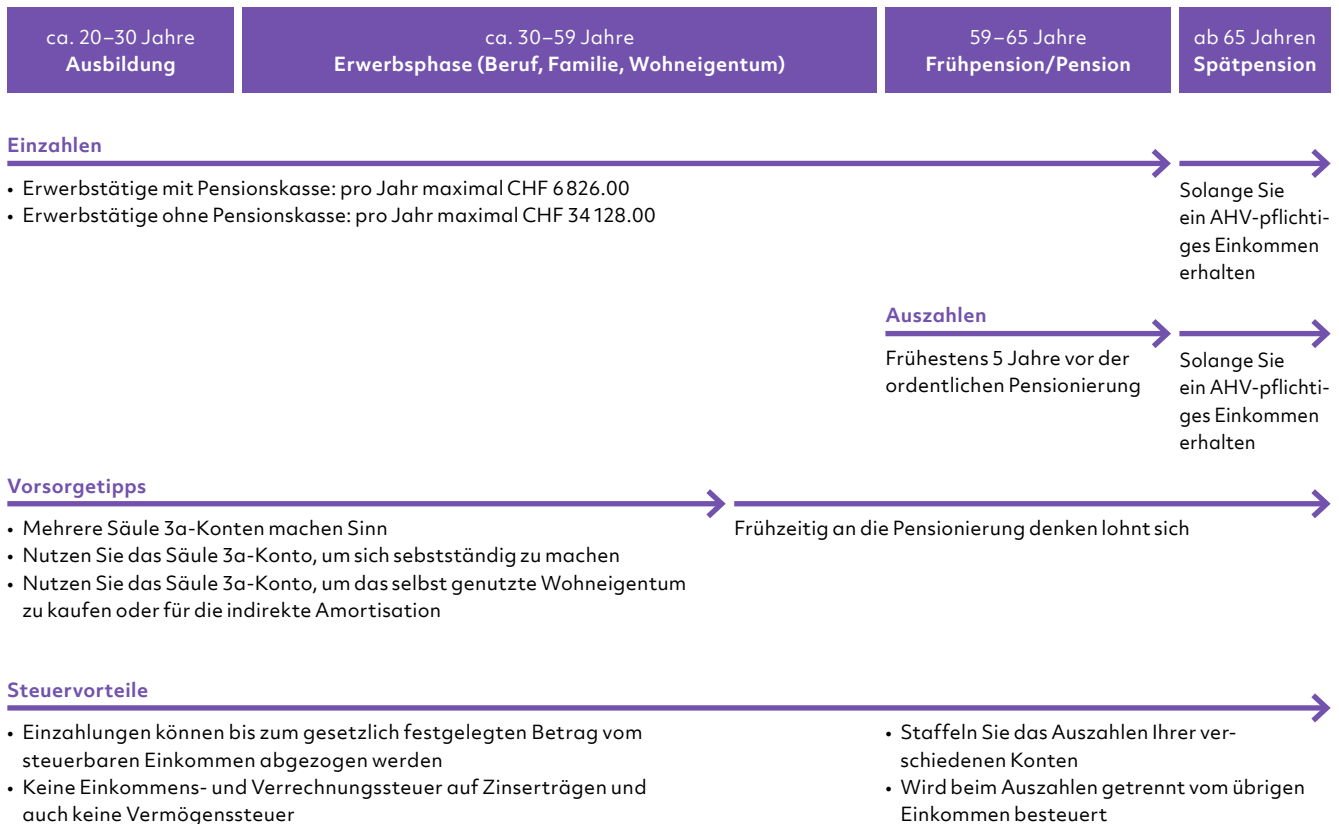 ca. 20–30 Jahre
Ausbildung
ca. 30–59 Jahre
Erwerbsphase (Beruf, Familie, Wohneigentum)
59–65 Jahre
Frühpension/Pension
ab 65 Jahren
Spätpension
Einzahlen
• Erwerbstätige mit Pensionskasse: pro Jahr maximal CHF 6 826.00
• Erwerbstätige ohne Pensionskasse: pro Jahr maximal CHF 34 128.00
Solange Sie
ein AHV-pflichti-
ges Einkommen
erhalten
Auszahlen
Frühestens 5 Jahre vor der
ordentlichen Pensionierung
Solange Sie
ein AHV-pflichti-
ges Einkommen
erhalten
Vorsorgetipps
• Mehrere Säule 3a-Konten machen Sinn
• Nutzen Sie das Säule 3a-Konto, um sich sebstständig zu machen
• Nutzen Sie das Säule 3a-Konto, um das selbst genutzte Wohneigentum
zu kaufen oder für die indirekte Amortisation
Frühzeitig an die Pensionierung denken lohnt sich
Steuervorteile
• Einzahlungen können bis zum gesetzlich festgelegten Betrag vom
steuerbaren Einkommen abgezogen werden
• Keine Einkommens- und Verrechnungssteuer auf Zinserträgen und
auch keine Vermögenssteuer
• Staffeln Sie das Auszahlen Ihrer ver-
schiedenen Konten
• Wird beim Auszahlen getrennt vom übrigen
Einkommen besteuert